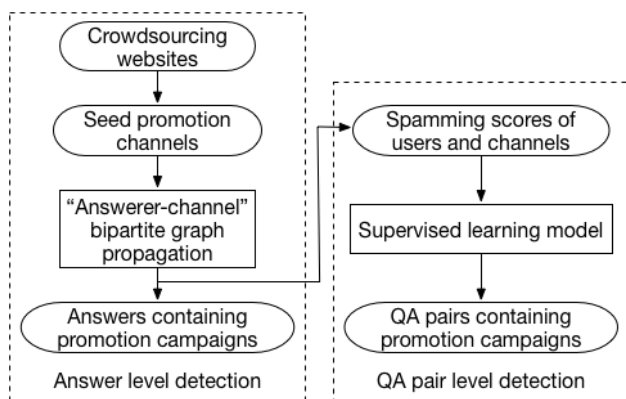 Crowdsourcing
websites
Seed promotion
channels
“Answerer-channel”
bipartite graph
propagation
Answers containing
promotion campaigns
Answer level detection
Spamming scores of
users and channels
Supervised learning model
QA pairs containing
promotion campaigns
QA pair level detection